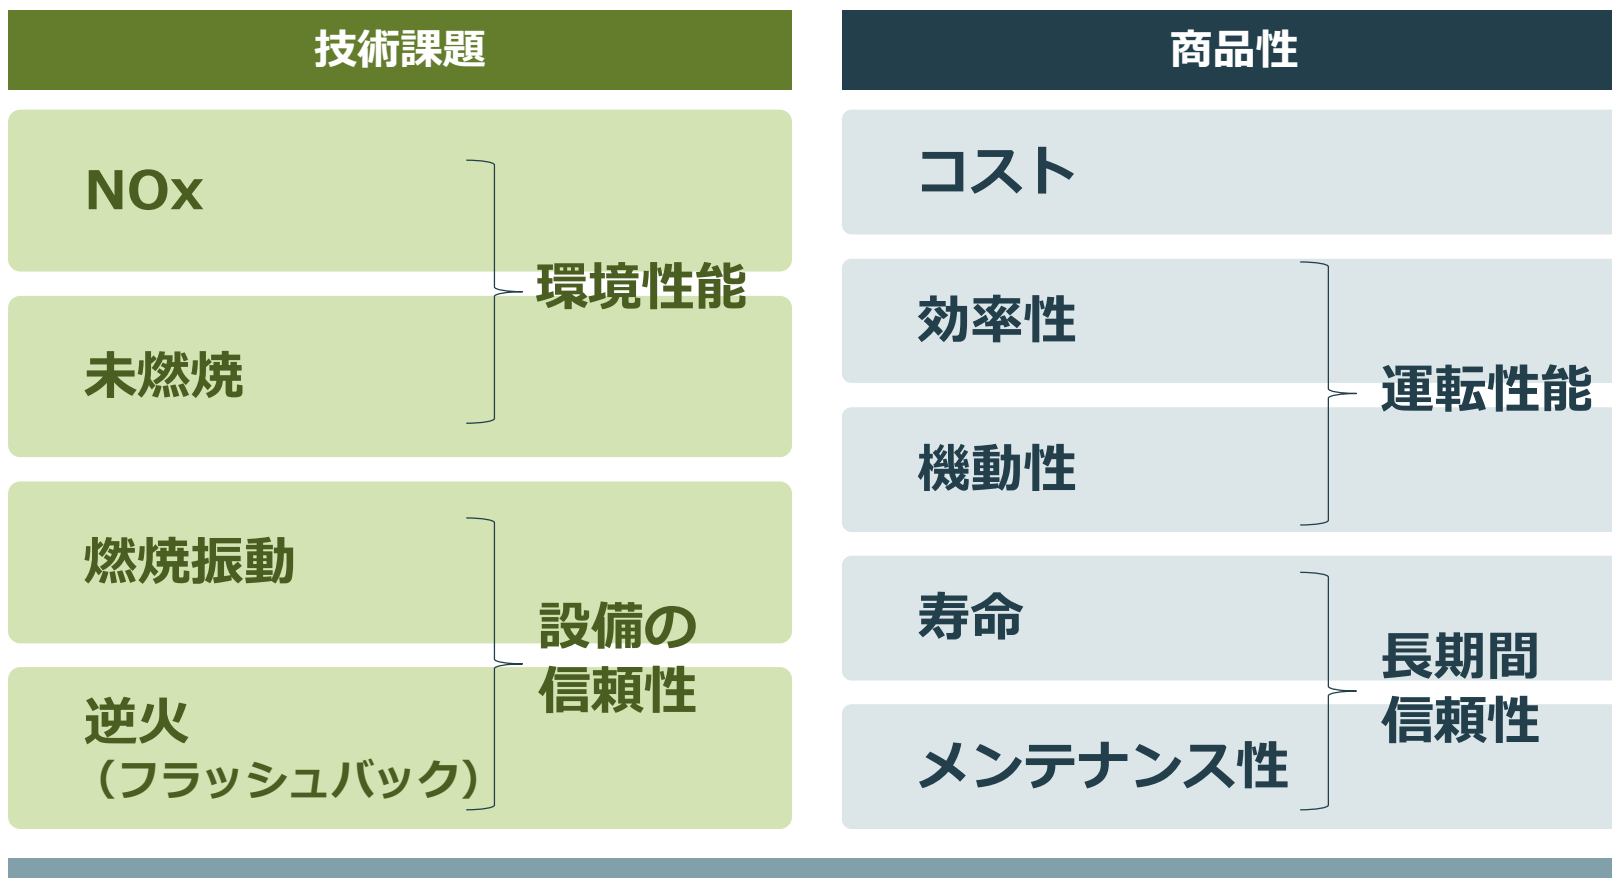 技術課題
NOx
未燃焼
環境性能
燃焼振動
逆火
（フラッシュバック）
設備の
信頼性
商品性
コスト
効率性
機動性
運転性能
寿命
メンテナンス性
長期間
信頼性